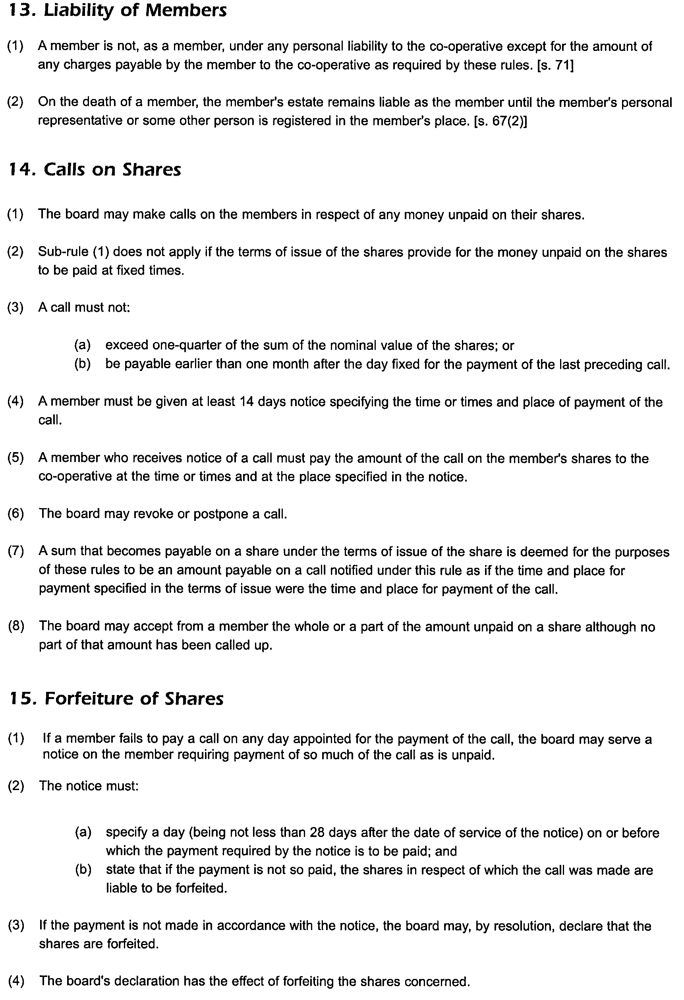 13. Liability of Members
(1) A member is not, as a member, under any personal liability to the co-operative except for the amount of
any charges payable by the member to the co-operative as required by these rules. [s. 71]
(2) On the death of a member, the member's estate remains liable as the member until the member's personal
representative or some other person is registered in the member's place. [s. 67(2)]
14. Calls on Shares
(1) The board may make calls on the members in respect of any money unpaid on their shares.
(2) Sub-rule (1) does not apply if the terms of issue of the shares provide for the money unpaid on the shares
to be paid at fixed times.
(3) A call must not:
(a) exceed one-quarter of the sum of the nominal value of the shares; or
(b) be payable earlier than one month after the day fixed for the payment of the last preceding call.
(4) A member must be given at least 14 days notice specifying the time or times and place of payment of the
call.
(5) A member who receives notice of a call must pay the amount of the call on the member's shares to the
co-operative at the time or times and at the place specified in the notice.
(6) The board may revoke or postpone a call.
(7) A sum that becomes payable on a share under the terms of issue of the share is deemed for the purposes
of these rules to be an amount payable on a call notified under this rule as if the time and place for
payment specified in the terms of issue were the time and place for payment of the call.
(8) The board may accept from a member the whole or a part of the amount unpaid on a share although no
part of that amount has been called up.
15. Forfeiture of Shares
(1) If a member fails to pay a call on any day appointed for the payment of the call, the board may serve a
notice on the member requiring payment of so much of the call as is unpaid.
(2) The notice must:
(a) specify a day (being not less than 28 days after the date of service of the notice) on or before
which the payment required by the notice is to be paid; and
(b) state that if the payment is not so paid, the shares in respect of which the call was made are
liable to be forfeited.
(3) If the payment is not made in accordance with the notice, the board may, by resolution, declare that the
shares are forfeited.
(4) The board's declaration has the effect of forfeiting the shares concerned.